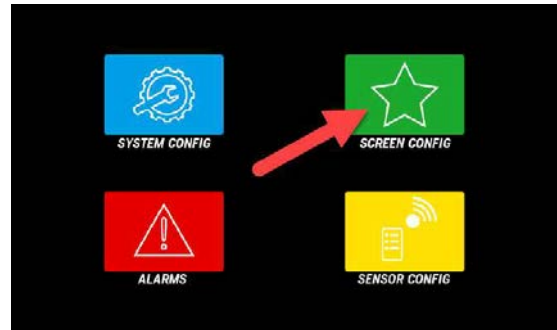 SYSTEM CONFIG
SCREEN CONFIG
ALARMS
SENSOR CONFIG